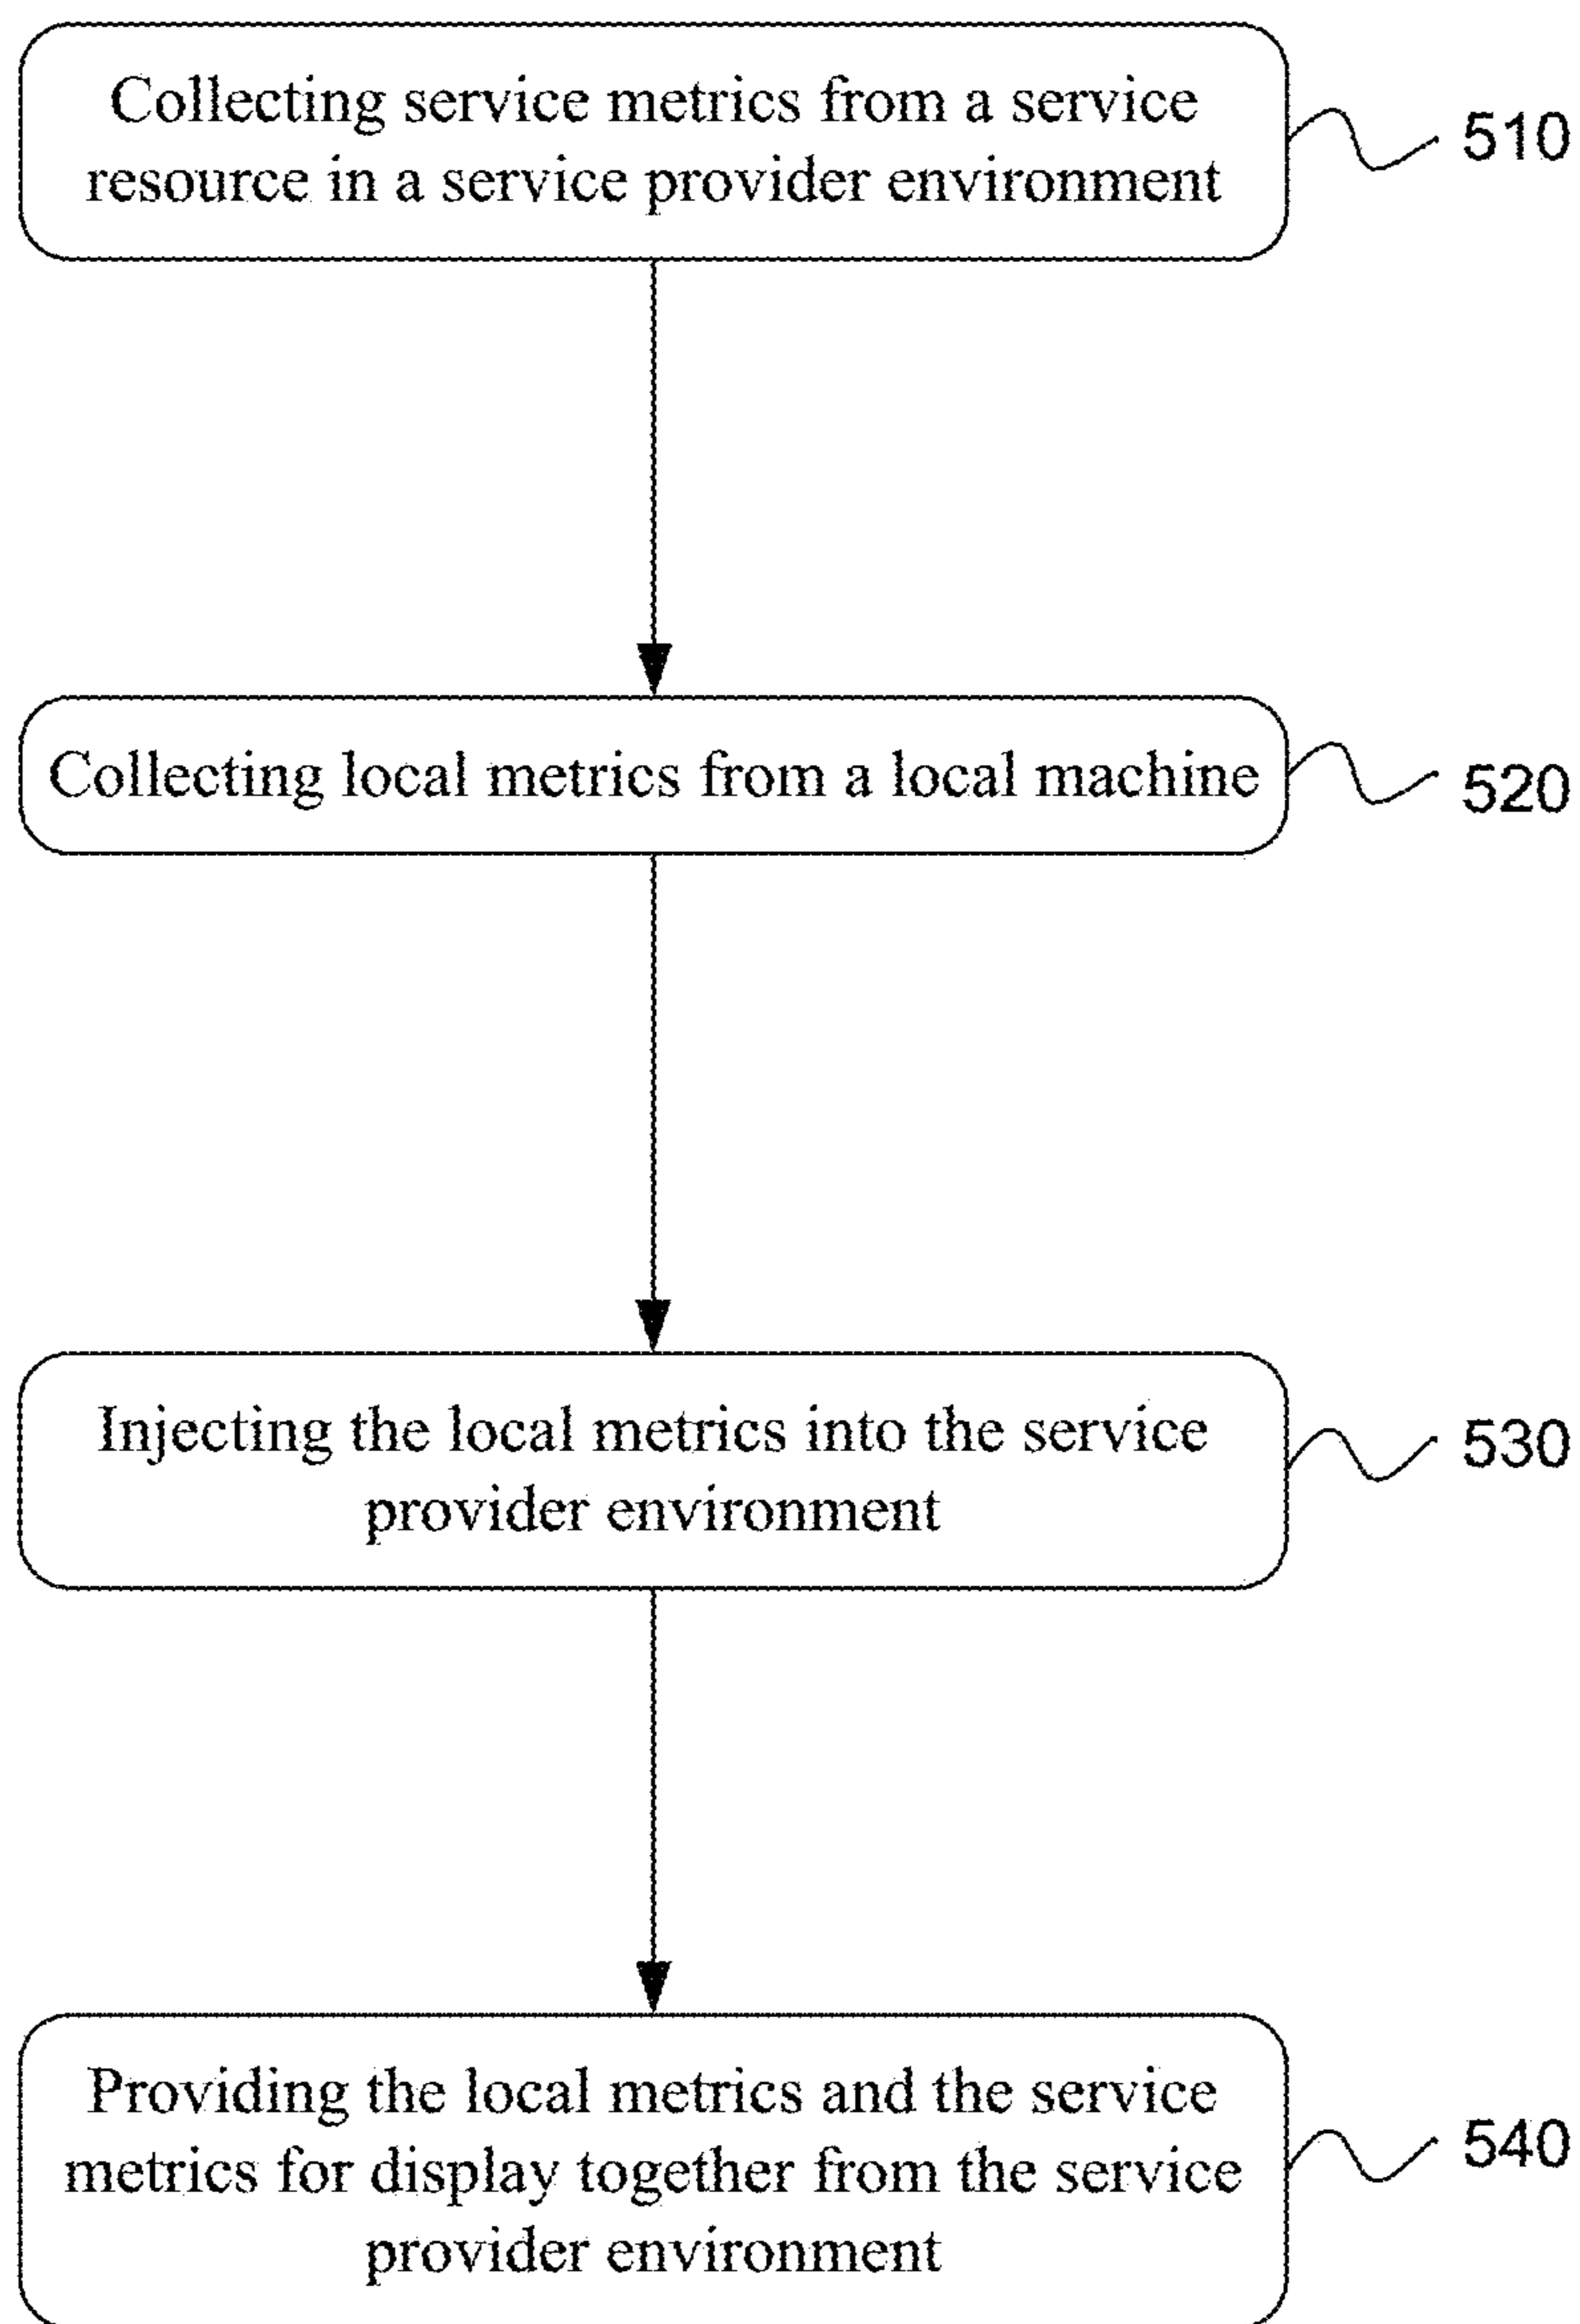 Collecting service metrics from a service
resource in a service provider environment
510
Collecting local metrics from a local machine
520
Injecting the local metrics into the service
provider environment
530
Providing the local metrics and the service
metrics for display together from the service
provider environment
540